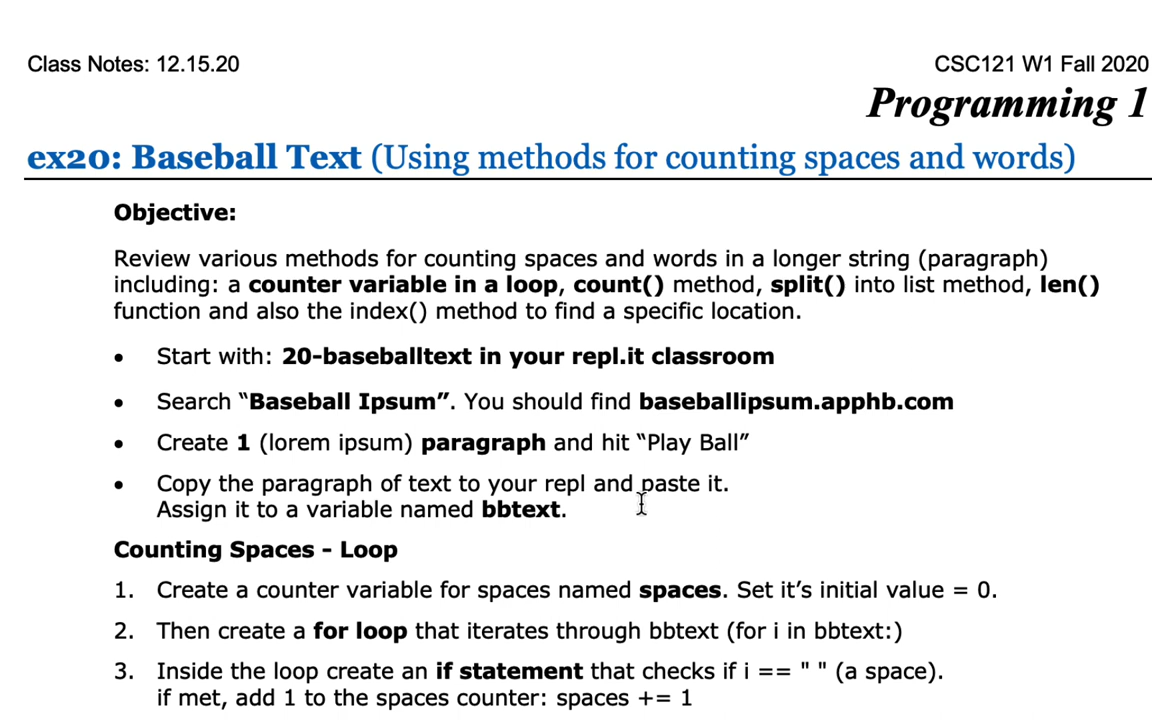 Class Notes: 12.15.20
CSC121 W1 Fall 2020
Programming 1
ex20: Baseball Text (Using methods for counting spaces and words)
Objective:
Review various methods for counting spaces and words in a longer string (paragraph)
including: a counter variable in a loop, count() method, split() into list method, len()
function and also the index() method to find a specific location.
• Start with: 20-baseballtext in your repl.it classroom
• Search “Baseball Ipsum”. You should find baseballipsum.apphb.com
• Create 1 (lorem ipsum) paragraph and hit “Play Ball”
• Copy the paragraph of text to your repl and paste it.
Assign it to a variable named bbtext.
Counting Spaces - Loop
1. Create a counter variable for spaces named spaces. Set it’s initial value = 0.
2. Then create a for loop that iterates through bbtext (for i in bbtext:)
3. Inside the loop create an if statement that checks if i == " " (a space).
if met, add 1 to the spaces counter: spaces += 1